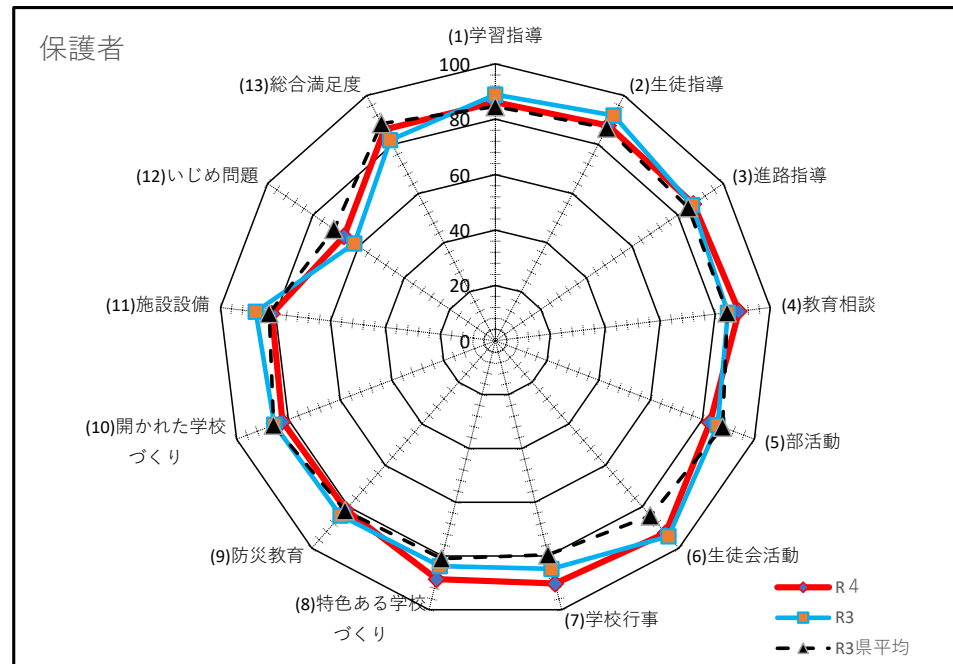 保護者
(1)学習指導
(2)生徒指導
(3)進路指導
(4)教育相談
(5)部活動
(6)生徒会活動
(7)学校行事
(8)特色ある学校
づくり
(9)防災教育
(10)開かれた学校
づくり
(11)施設設備
(12)いじめ問題
(13)総合満足度
100
80
60
40
20
0
R４
R3
R3県平均